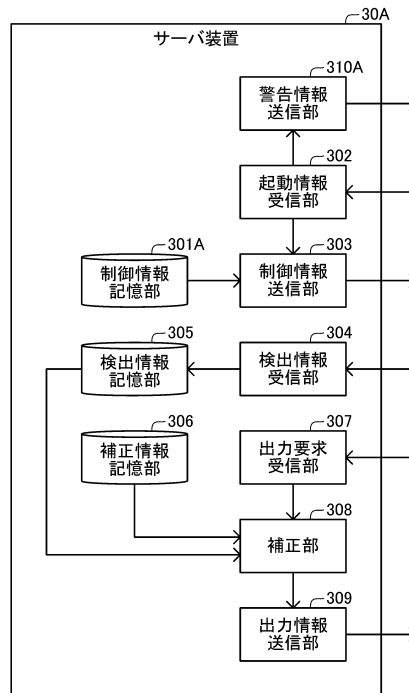 30A
サーバ装置
310A
警告情報
送信部
302
起動情報
受信部
301A
制御情報
記憶部
303
制御情報
送信部
305
検出情報
記憶部
304
検出情報
受信部
306
補正情報
記憶部
307
出力要求
受信部
308
補正部
309
出力情報
送信部